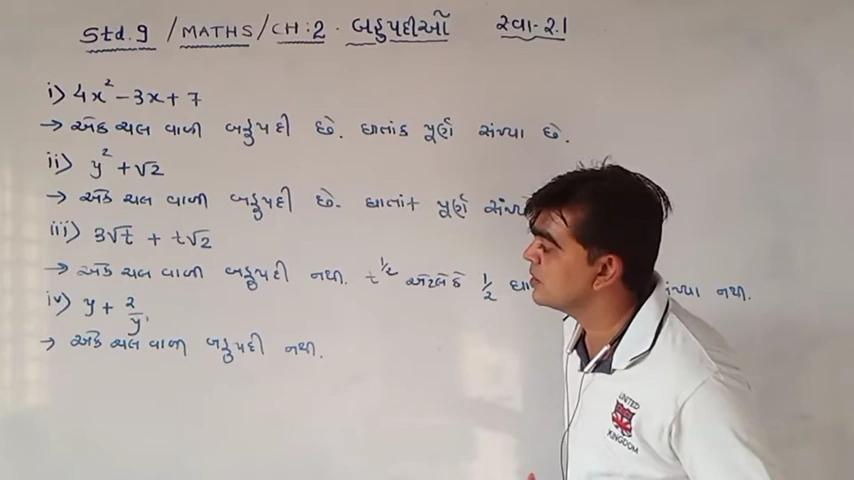 Std. 9 / MATHS / CH: 2 . બહુપદીઓ સ્વા-2.1
i) 4x² - 3x + 7
→ એક ચલ વાળી બહુપદી છે. ઘાતાંક પૂર્ણ સંખ્યા છે.
ii) y² + √2
→ એક ચલ વાળી બહુપદી છે. ઘાતાંક પૂર્ણ
iii) 3√t + t√2
→ એક ચલ વાળી બહુપદી નથી. t^1/2 એટલે કે 1/2 નથી.
iv) y + 2/y
→ એક ચલ વાળી બહુપદી નથી.
UNITED
KINGDOM